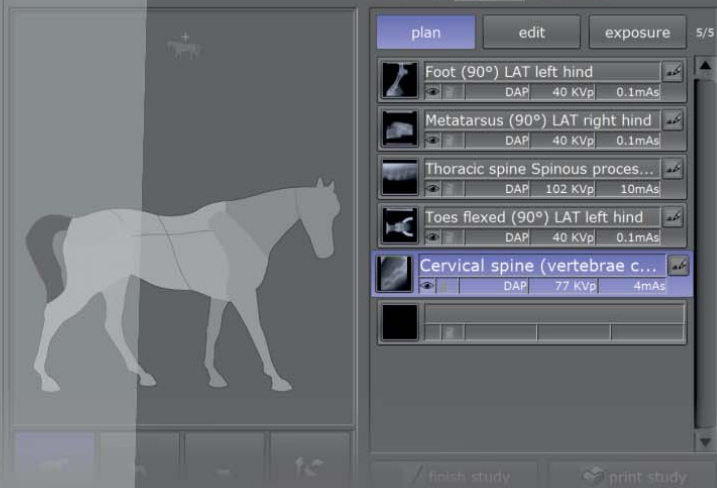 plan edit exposure 5/5
Foot (90°) LAT left hind
DAP 40 KVp 0.1mAs
Metatarsus (90°) LAT right hind
DAP 40 KVp 0.1mAs
Thoracic spine Spinous proces...
DAP 102 KVp 10mAs
Toes flexed (90°) LAT left hind
DAP 40 KVp 0.1mAs
Cervical spine (vertebrae c...
DAP 77 KVp 4mAs
finish study print study